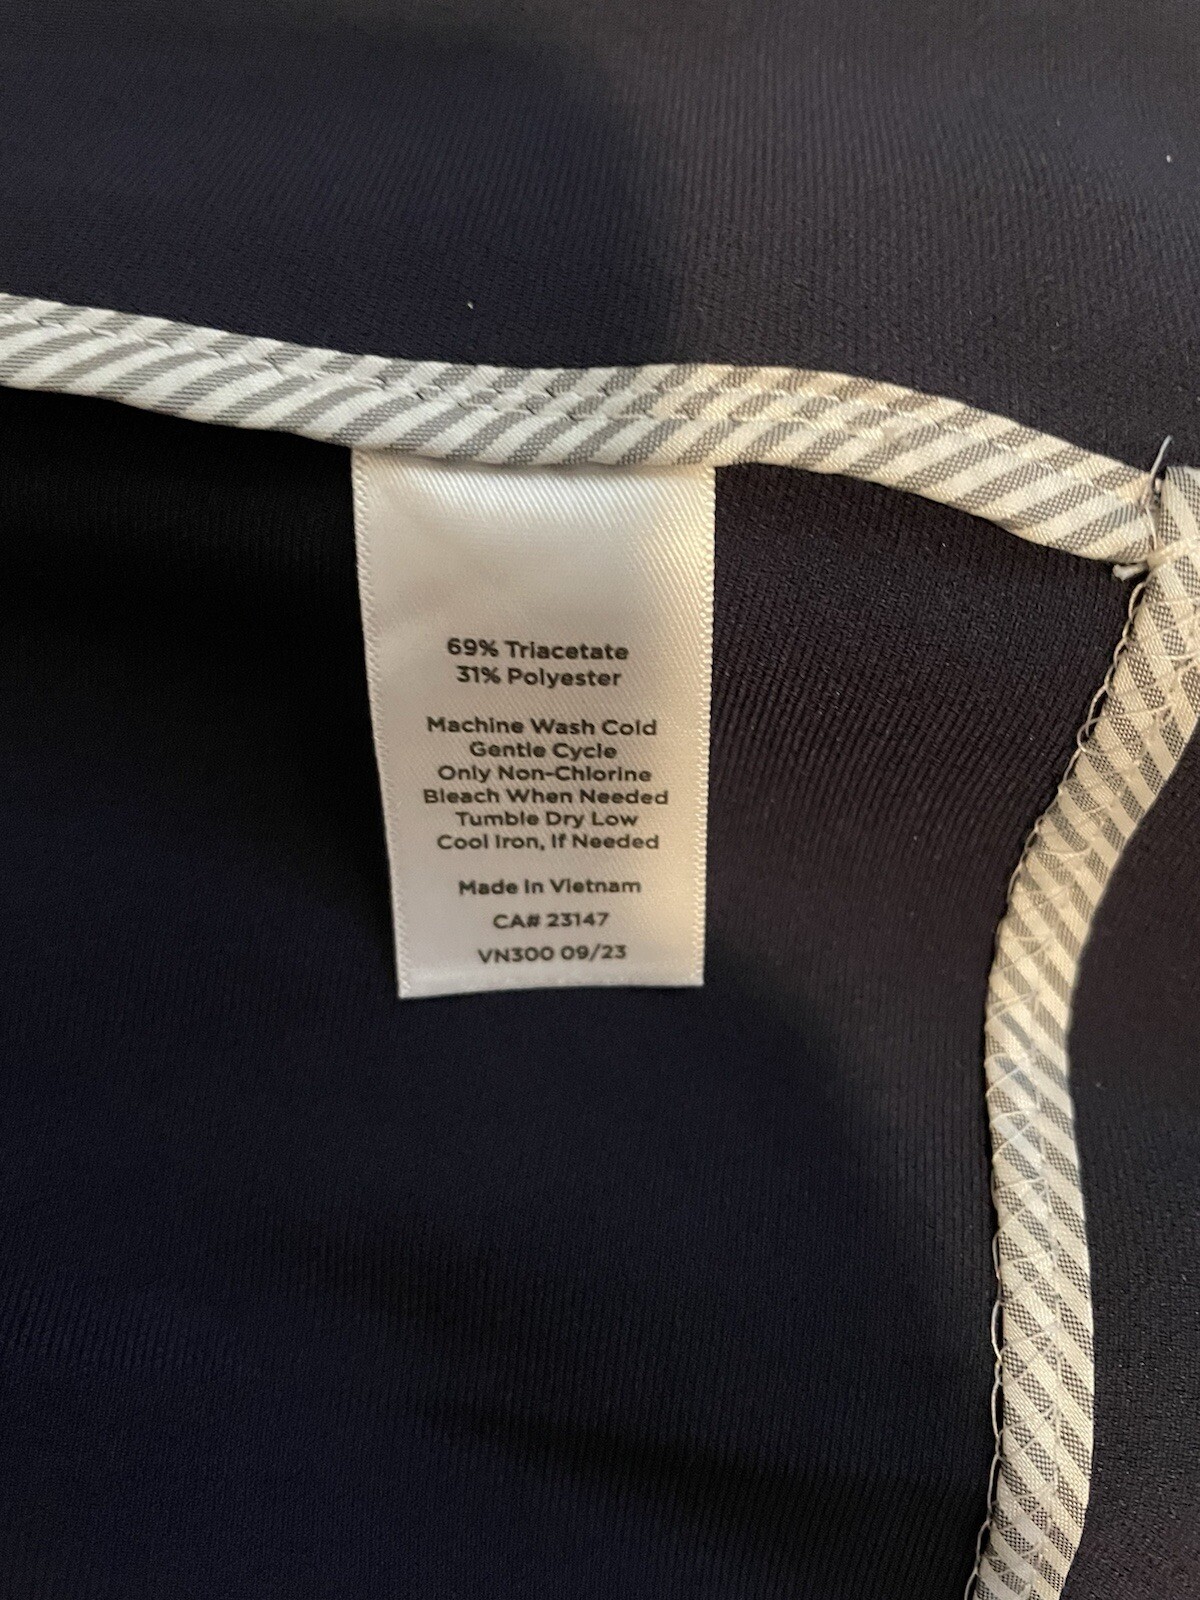 69% Triacetate
31% Polyester
Machine Wash Cold
Gentle Cycle
Only Non-Chlorine
Bleach When Needed
Tumble Dry Low
Cool Iron, If Needed
Made In Vietnam
CA# 23147
VN300 09/23